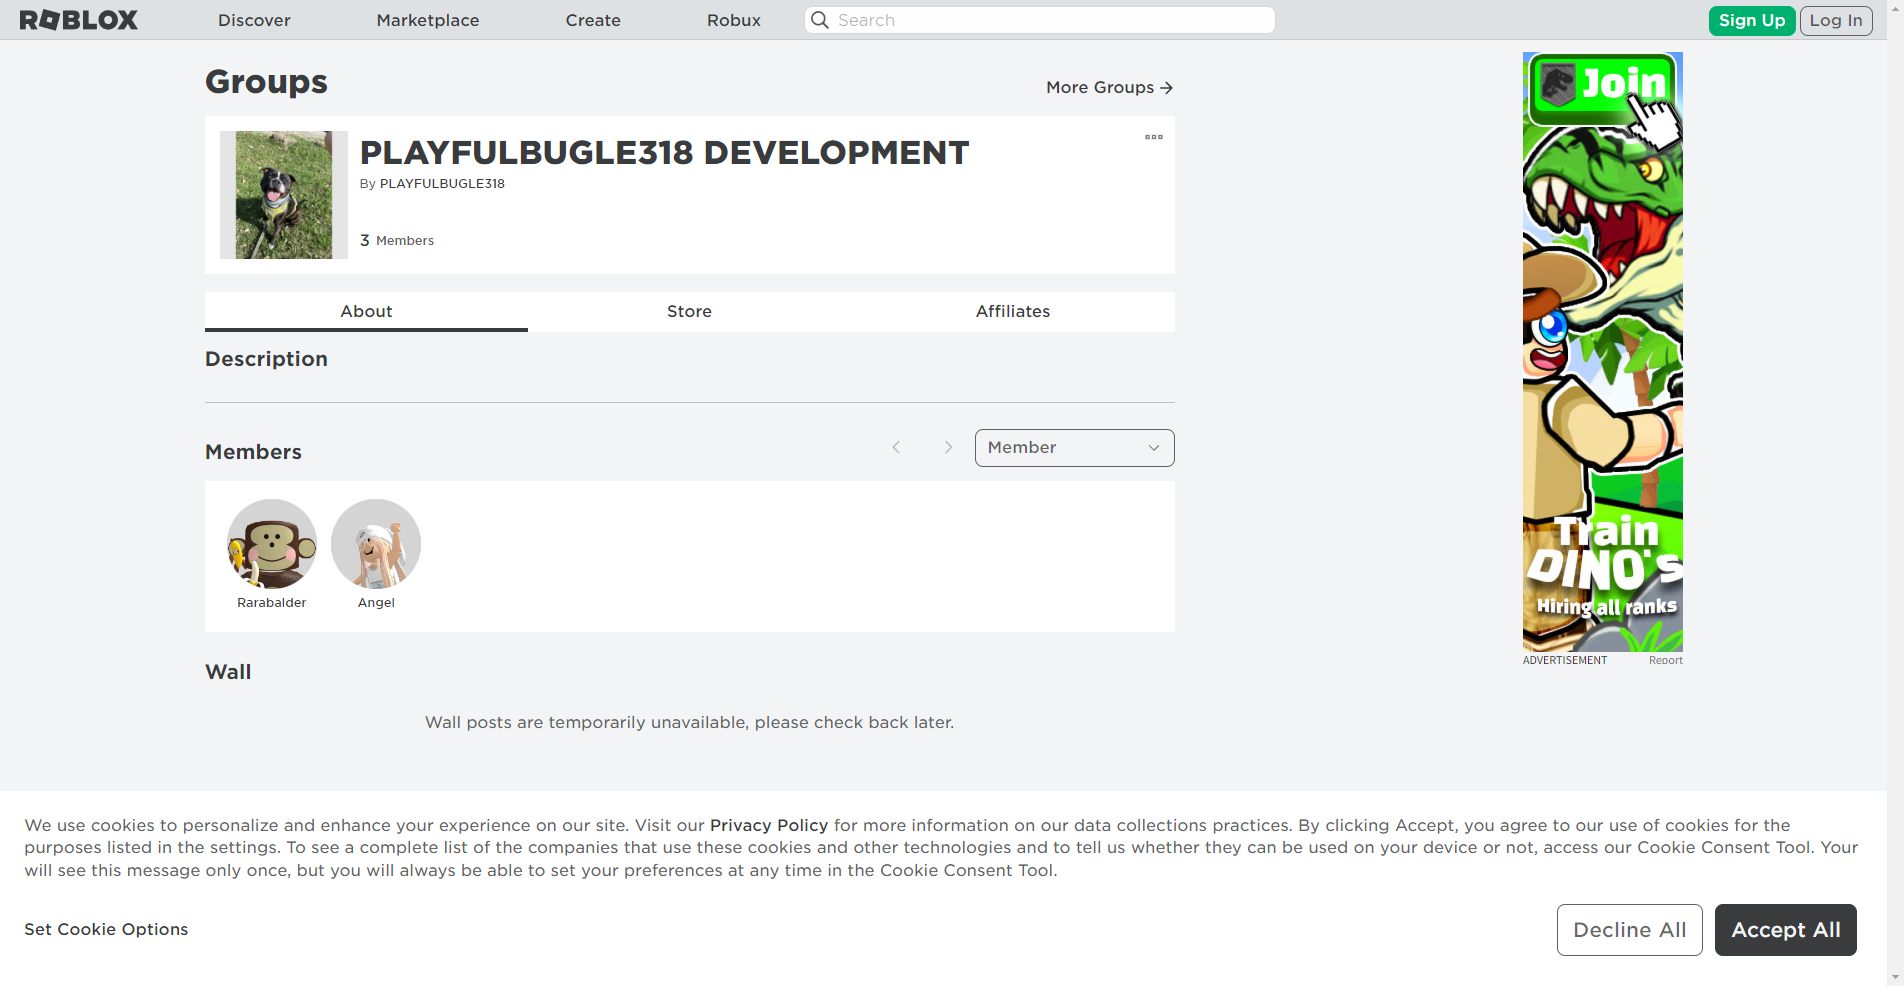 ROBLOX Discover Marketplace Create Robux Search Sign Up Log In
Groups
More Groups
PLAYFULBUGLE318 DEVELOPMENT
By PLAYFULBUGLE318
3 Members
About Store Affiliates
Description
Members
Member
Rarabalder Angel
Wall
Wall posts are temporarily unavailable, please check back later.
Join
Train
DINO's
Hiring all ranks
ADVERTISEMENT Report
We use cookies to personalize and enhance your experience on our site. Visit our Privacy Policy for more information on our data collections practices. By clicking Accept, you agree to our use of cookies for the
purposes listed in the settings. To see a complete list of the companies that use these cookies and other technologies and to tell us whether they can be used on your device or not, access our Cookie Consent Tool. Your
will see this message only once, but you will always be able to set your preferences at any time in the Cookie Consent Tool.
Set Cookie Options
Decline All Accept All